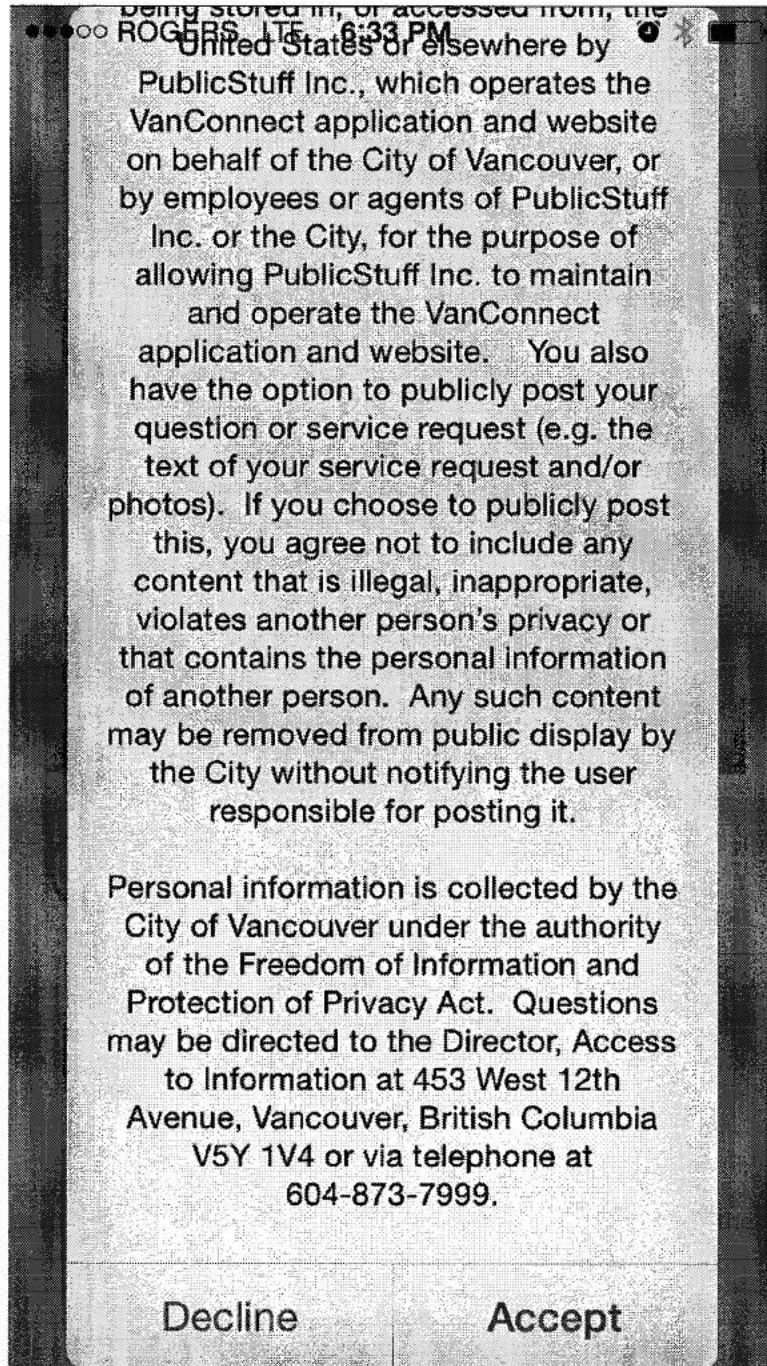 being stored in, or accessed from, the
ROGERS LTE 6:33 PM
United States or elsewhere by
PublicStuff Inc., which operates the
VanConnect application and website
on behalf of the City of Vancouver, or
by employees or agents of PublicStuff
Inc. or the City, for the purpose of
allowing PublicStuff Inc. to maintain
and operate the VanConnect
application and website. You also
have the option to publicly post your
question or service request (e.g. the
text of your service request and/or
photos). If you choose to publicly post
this, you agree not to include any
content that is illegal, inappropriate,
violates another person's privacy or
that contains the personal information
of another person. Any such content
may be removed from public display by
the City without notifying the user
responsible for posting it.
Personal information is collected by the
City of Vancouver under the authority
of the Freedom of Information and
Protection of Privacy Act. Questions
may be directed to the Director, Access
to Information at 453 West 12th
Avenue, Vancouver, British Columbia
V5Y 1V4 or via telephone at
604-873-7999.
Decline
Accept